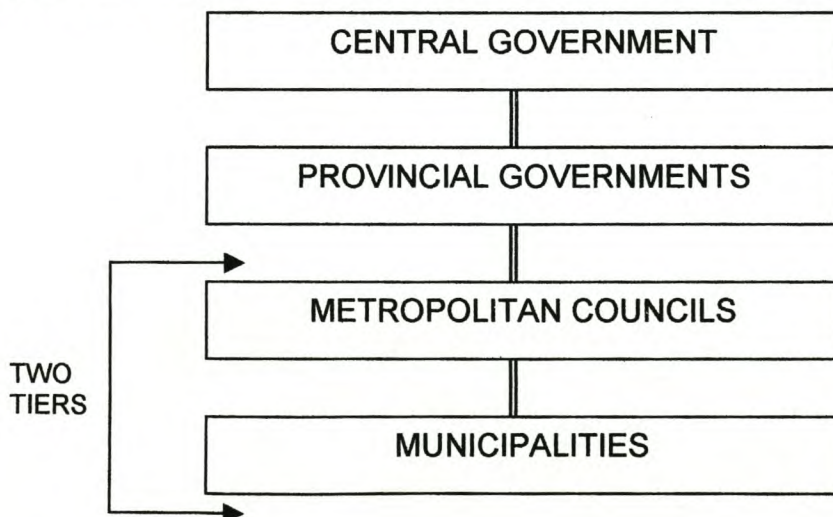 CENTRAL GOVERNMENT
PROVINCIAL GOVERNMENTS
METROPOLITAN COUNCILS
TWO
TIERS
MUNICIPALITIES